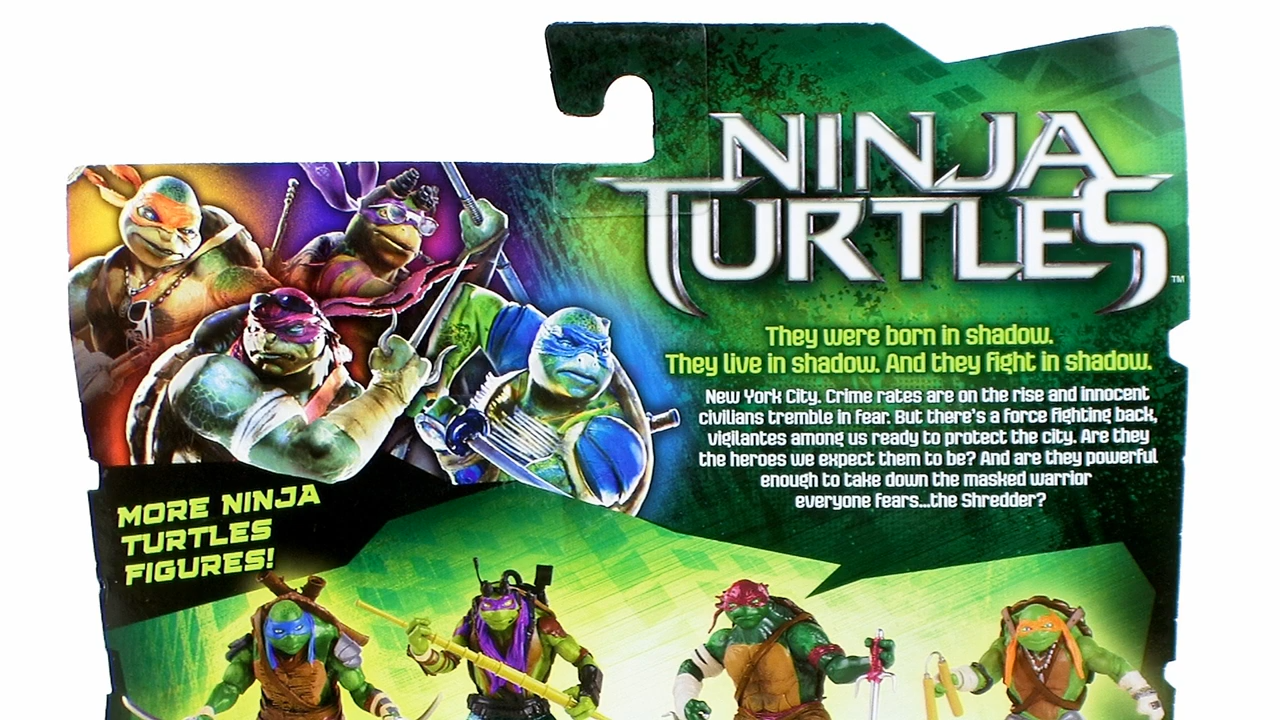 NINJA
TURTLES
TM
They were born in shadow.
They live in shadow. And they fight in shadow.
New York City. Crime rates are on the rise and innocent
civilians tremble in fear. But there's a force fighting back,
vigilantes among us ready to protect the city. Are they
the heroes we expect them to be? And are they powerful
enough to take down the masked warrior
everyone fears...the Shredder?
MORE NINJA
TURTLES
FIGURES!